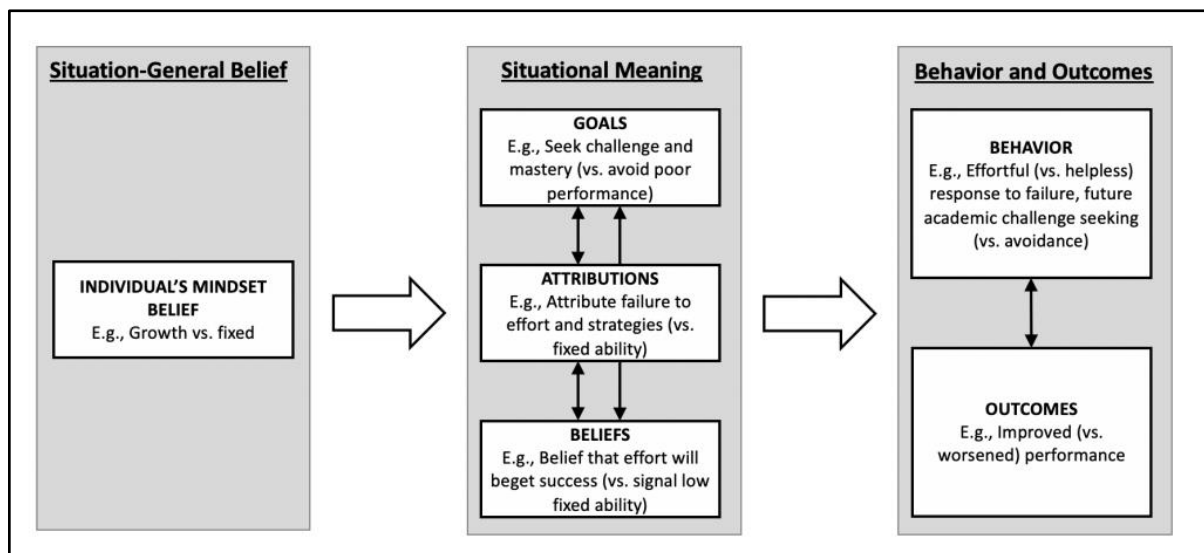 Situation-General Belief
INDIVIDUAL'S MINDSET
BELIEF
E.g., Growth vs. fixed
Situational Meaning
GOALS
E.g., Seek challenge and
mastery (vs. avoid poor
performance)
ATTRIBUTIONS
E.g., Attribute failure to
effort and strategies (vs.
fixed ability)
BELIEFS
E.g., Belief that effort will
beget success (vs. signal low
fixed ability)
Behavior and Outcomes
BEHAVIOR
E.g., Effortful (vs. helpless)
response to failure, future
academic challenge seeking
(vs. avoidance)
OUTCOMES
E.g., Improved (vs.
worsened) performance